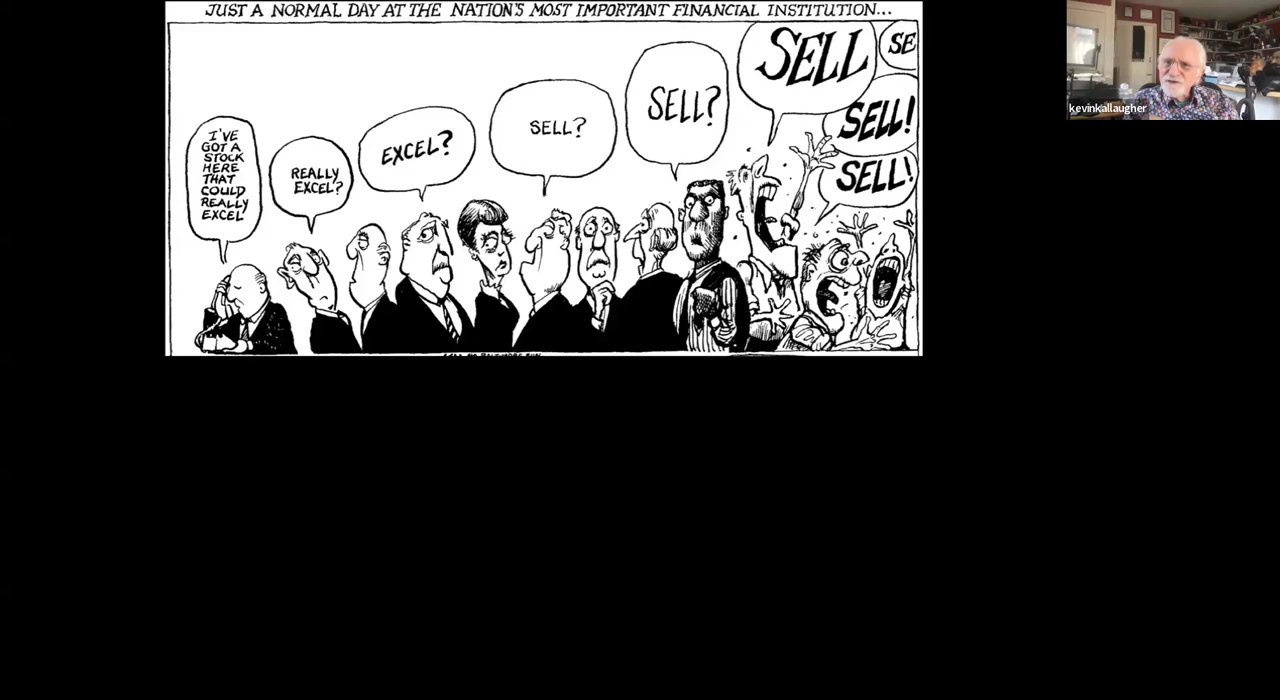 JUST A NORMAL DAY AT THE NATION'S MOST IMPORTANT FINANCIAL INSTITUTION...
I'VE
GOT A
STOCK
HERE
THAT
COULD
REALLY
EXCEL
REALLY
EXCEL?
EXCEL?
SELL?
SELL?
SELL
SE
SELL!
SELL!
kevinkallaugher